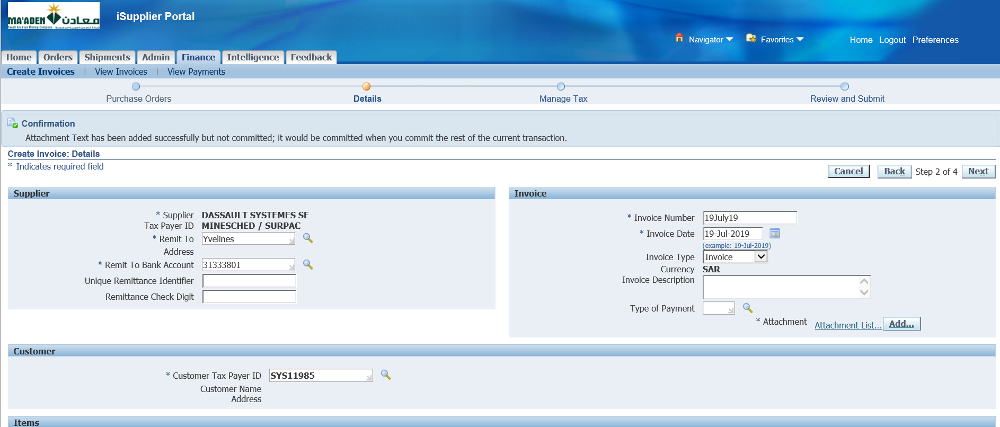 MA'ADEN معادن
Saudi Arabian Mining Company
iSupplier Portal
Navigator Favorites Home Logout Preferences
Home Orders Shipments Admin Finance Intelligence Feedback
Create Invoices | View Invoices | View Payments
Purchase Orders Details Manage Tax Review and Submit
Confirmation
Attachment Text has been added successfully but not committed; it would be committed when you commit the rest of the current transaction.
Create Invoice: Details
* Indicates required field
Cancel Back Step 2 of 4 Next
Supplier
* Supplier DASSAULT SYSTEMES SE
Tax Payer ID MINESCHED / SURPAC
* Remit To Yvelines
Address
* Remit To Bank Account 31333801
Unique Remittance Identifier
Remittance Check Digit
Invoice
* Invoice Number 19July19
* Invoice Date 19-Jul-2019
(example: 19-Jul-2019)
Invoice Type Invoice
Currency SAR
Invoice Description
Type of Payment
* Attachment Attachment List... Add...
Customer
* Customer Tax Payer ID SYS11985
Customer Name
Address
Items